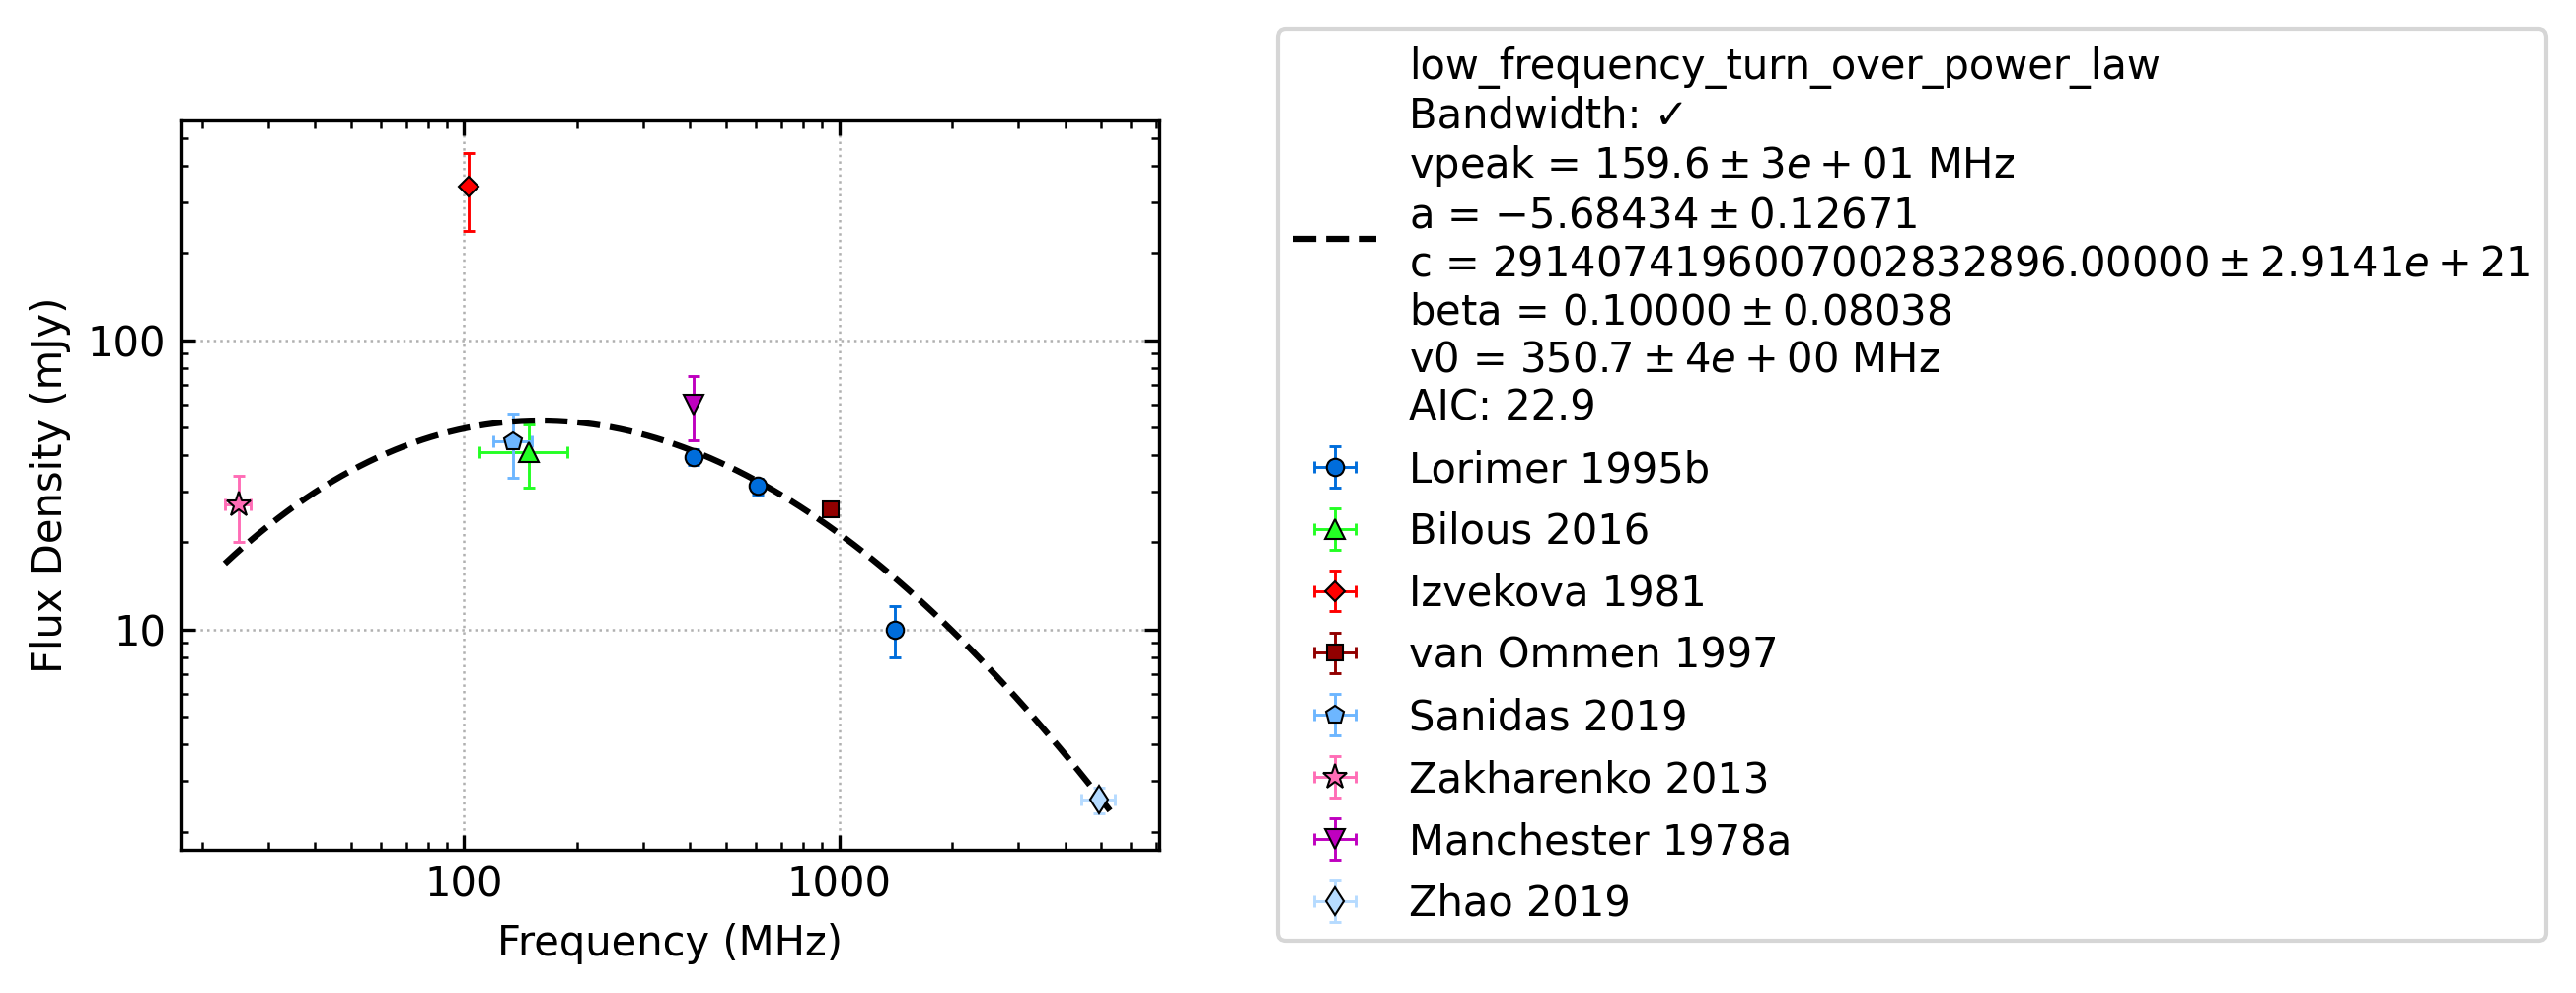 low_frequency_turn_over_power_law
Bandwidth: ✓
vpeak = 159.6 ± 3e + 01 MHz
a = −5.68434 ± 0.12671
c = 2914074196007002832896.00000 ± 2.9141e + 21
beta = 0.10000 ± 0.08038
v0 = 350.7 ± 4e + 00 MHz
AIC: 22.9
Lorimer 1995b
Bilous 2016
Izvekova 1981
van Ommen 1997
Sanidas 2019
Zakharenko 2013
Manchester 1978a
Zhao 2019
Flux Density (mJy)
100
10
100
1000
Frequency (MHz)